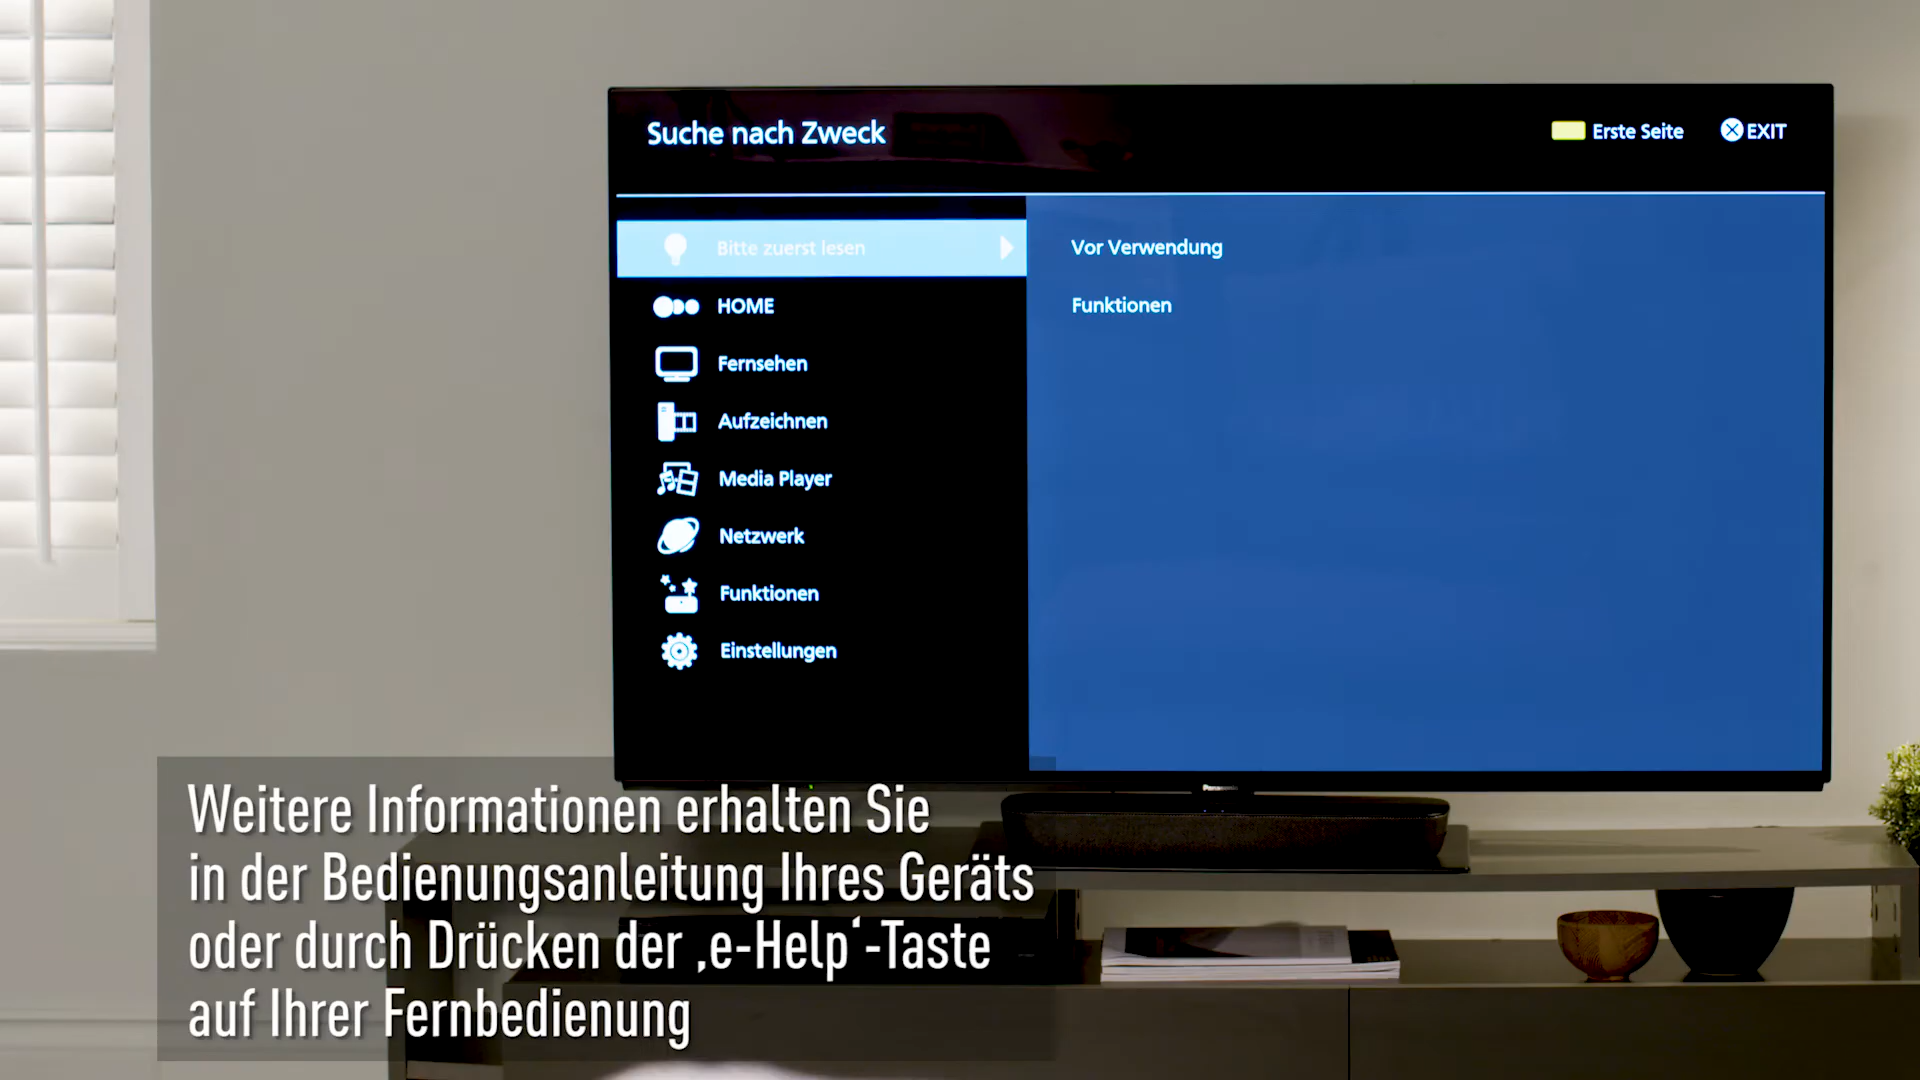 Suche nach Zweck
Erste Seite
EXIT
Bitte zuerst lesen
HOME
Fernsehen
Aufzeichnen
Media Player
Netzwerk
Funktionen
Einstellungen
Vor Verwendung
Funktionen
Weitere Informationen erhalten Sie
in der Bedienungsanleitung Ihres Geräts
oder durch Drücken der ‚e-Help‘-Taste
auf Ihrer Fernbedienung